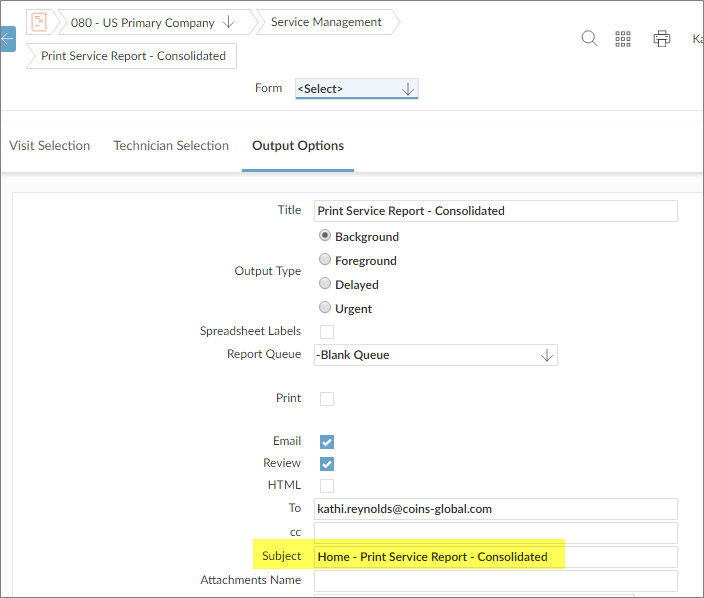 080 - US Primary Company
Service Management
Print Service Report - Consolidated
Form <Select>
Visit Selection Technician Selection Output Options
Title Print Service Report - Consolidated
Output Type
Background
Foreground
Delayed
Urgent
Spreadsheet Labels
Report Queue -Blank Queue
Print
Email
Review
HTML
To kathi.reynolds@coins-global.com
cc
Subject Home - Print Service Report - Consolidated
Attachments Name